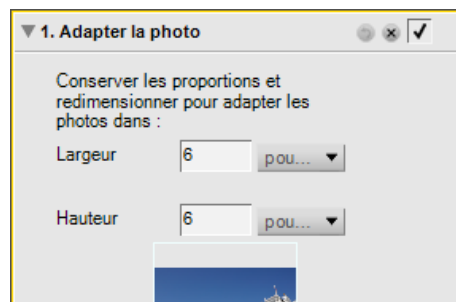 1. Adapter la photo
Conserver les proportions et
redimensionner pour adapter les
photos dans :
Largeur 6 pou...
Hauteur 6 pou...